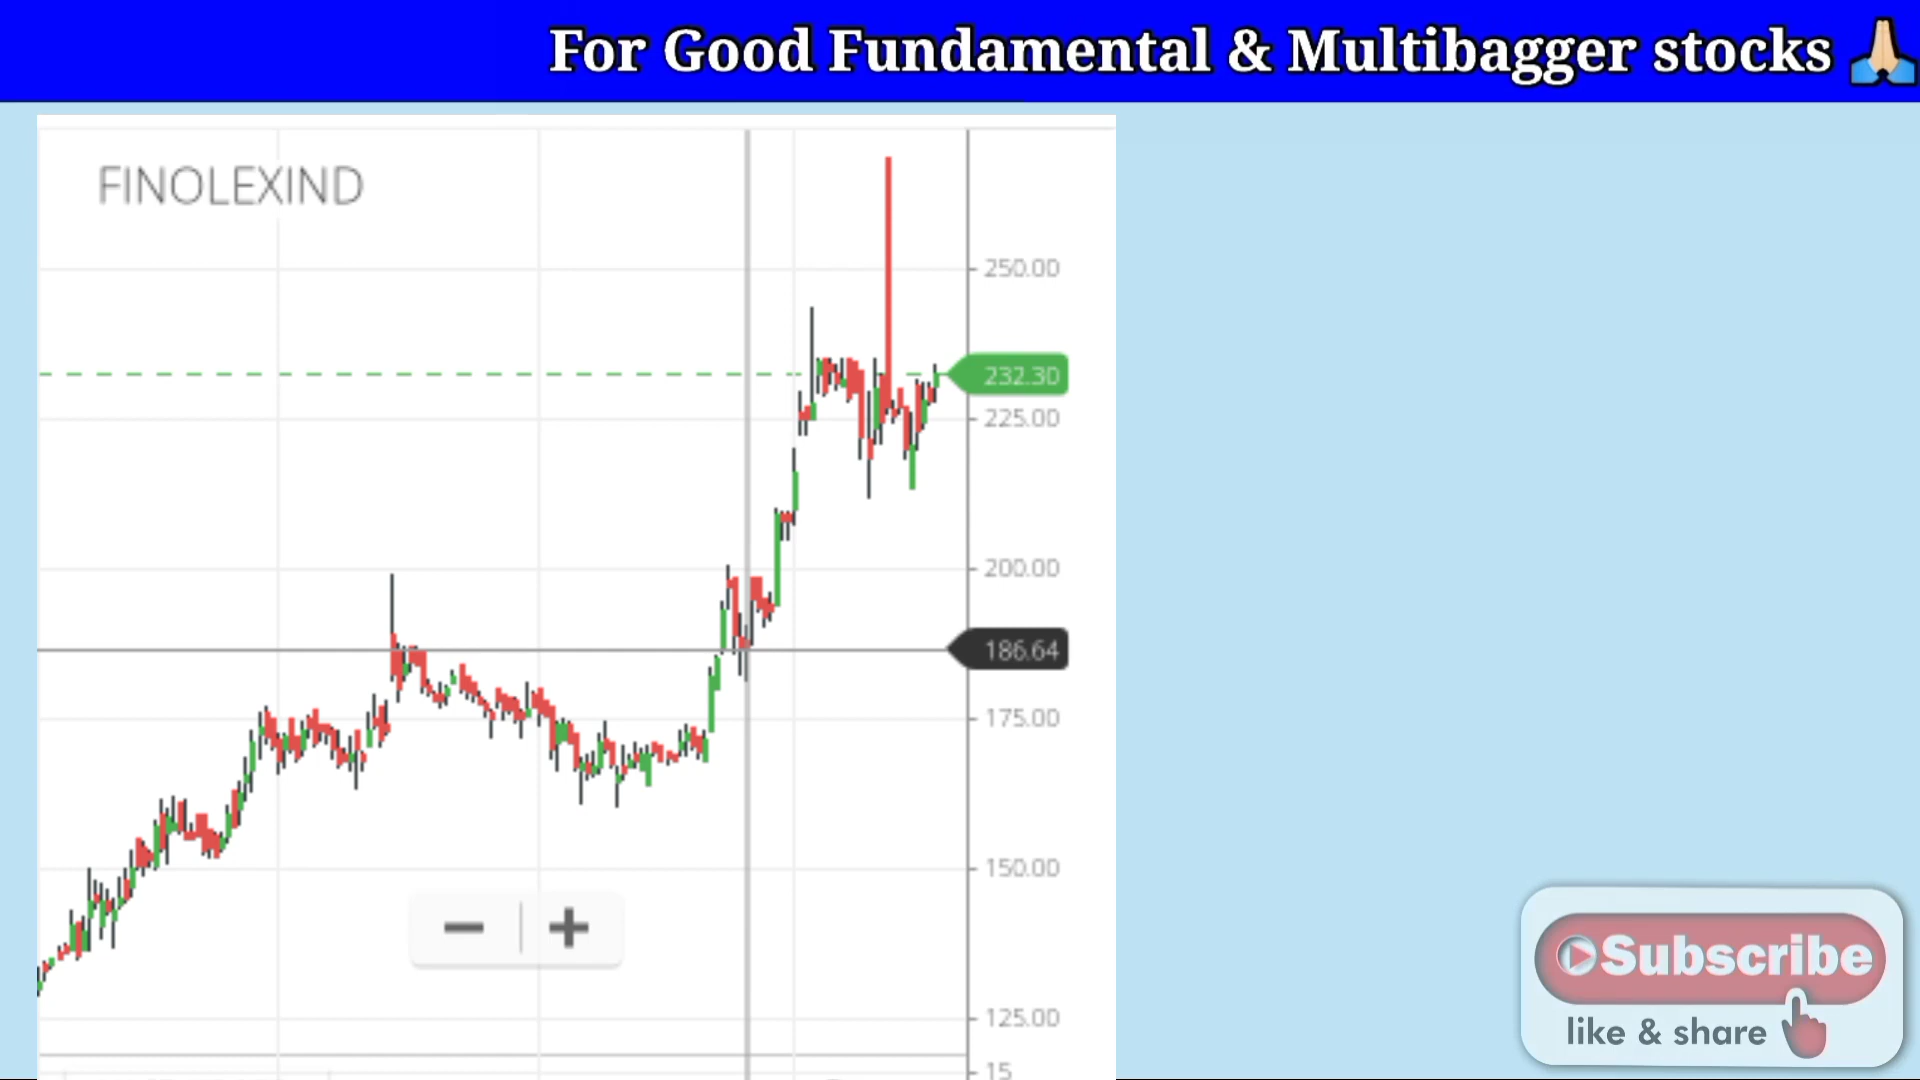 For Good Fundamental & Multibagger stocks 🙏🏻
FINOLEXIND
250.00
232.30
225.00
200.00
186.64
175.00
150.00
125.00
15
Subscribe
like & share